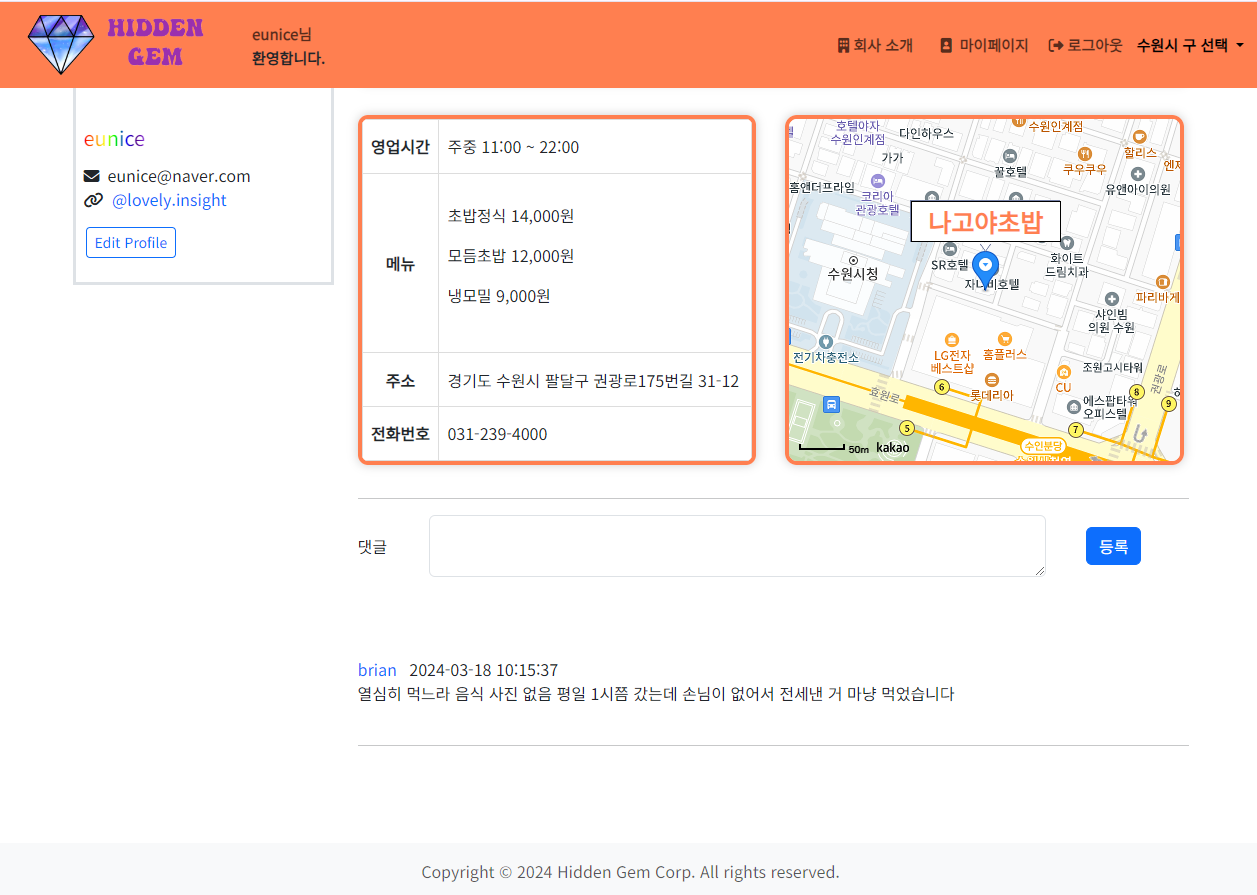 HIDDEN
GEM
eunice님
환영합니다.
회사 소개
마이페이지
로그아웃
수원시 구 선택
eunice
eunice@naver.com
@lovely.insight
Edit Profile
영업시간 주중 11:00 ~ 22:00
메뉴
초밥정식 14,000원
모듬초밥 12,000원
냉모밀 9,000원
주소 경기도 수원시 팔달구 권광로175번길 31-12
전화번호 031-239-4000
호텔야자
수원인계점
다인하우스
수원인계점
가가
꿀호텔
쿠우쿠우
할리스
유앤아이의원
홈앤더프라임
코리아
관광호텔
나고야초밥
수원시청
SR호텔
화이트
드림치과
파리바게
샤인빔
의원 수원
전기차충전소
LG전자
베스트샵
홈플러스
조원고시타워
롯데리아
CU
에스팝타워
오피스텔
효원로
권광로
6
8
9
5
7
수인분당
50m kakao
댓글
등록
brian 2024-03-18 10:15:37
열심히 먹느라 음식 사진 없음 평일 1시쯤 갔는데 손님이 없어서 전세낸 거 마냥 먹었습니다
Copyright © 2024 Hidden Gem Corp. All rights reserved.